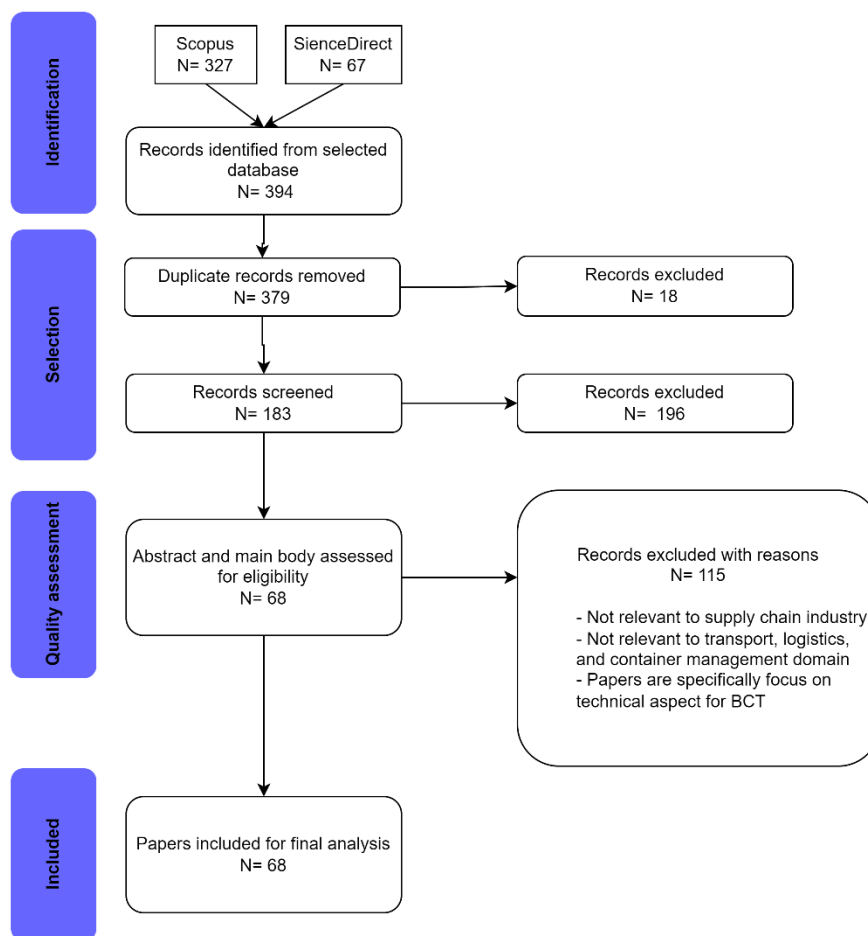 Identification
Scopus
N= 327
SienceDirect
N= 67
Records identified from selected
database
N= 394
Selection
Duplicate records removed
N= 379
Records excluded
N= 18
Records screened
N= 183
Records excluded
N=  196
Quality assessment
Abstract and main body assessed
for eligibility
N= 68
Records excluded with reasons
N= 115
- Not relevant to supply chain industry
- Not relevant to transport, logistics,
and container management domain
- Papers are specifically focus on
technical aspect for BCT
Included
Papers included for final analysis
N= 68